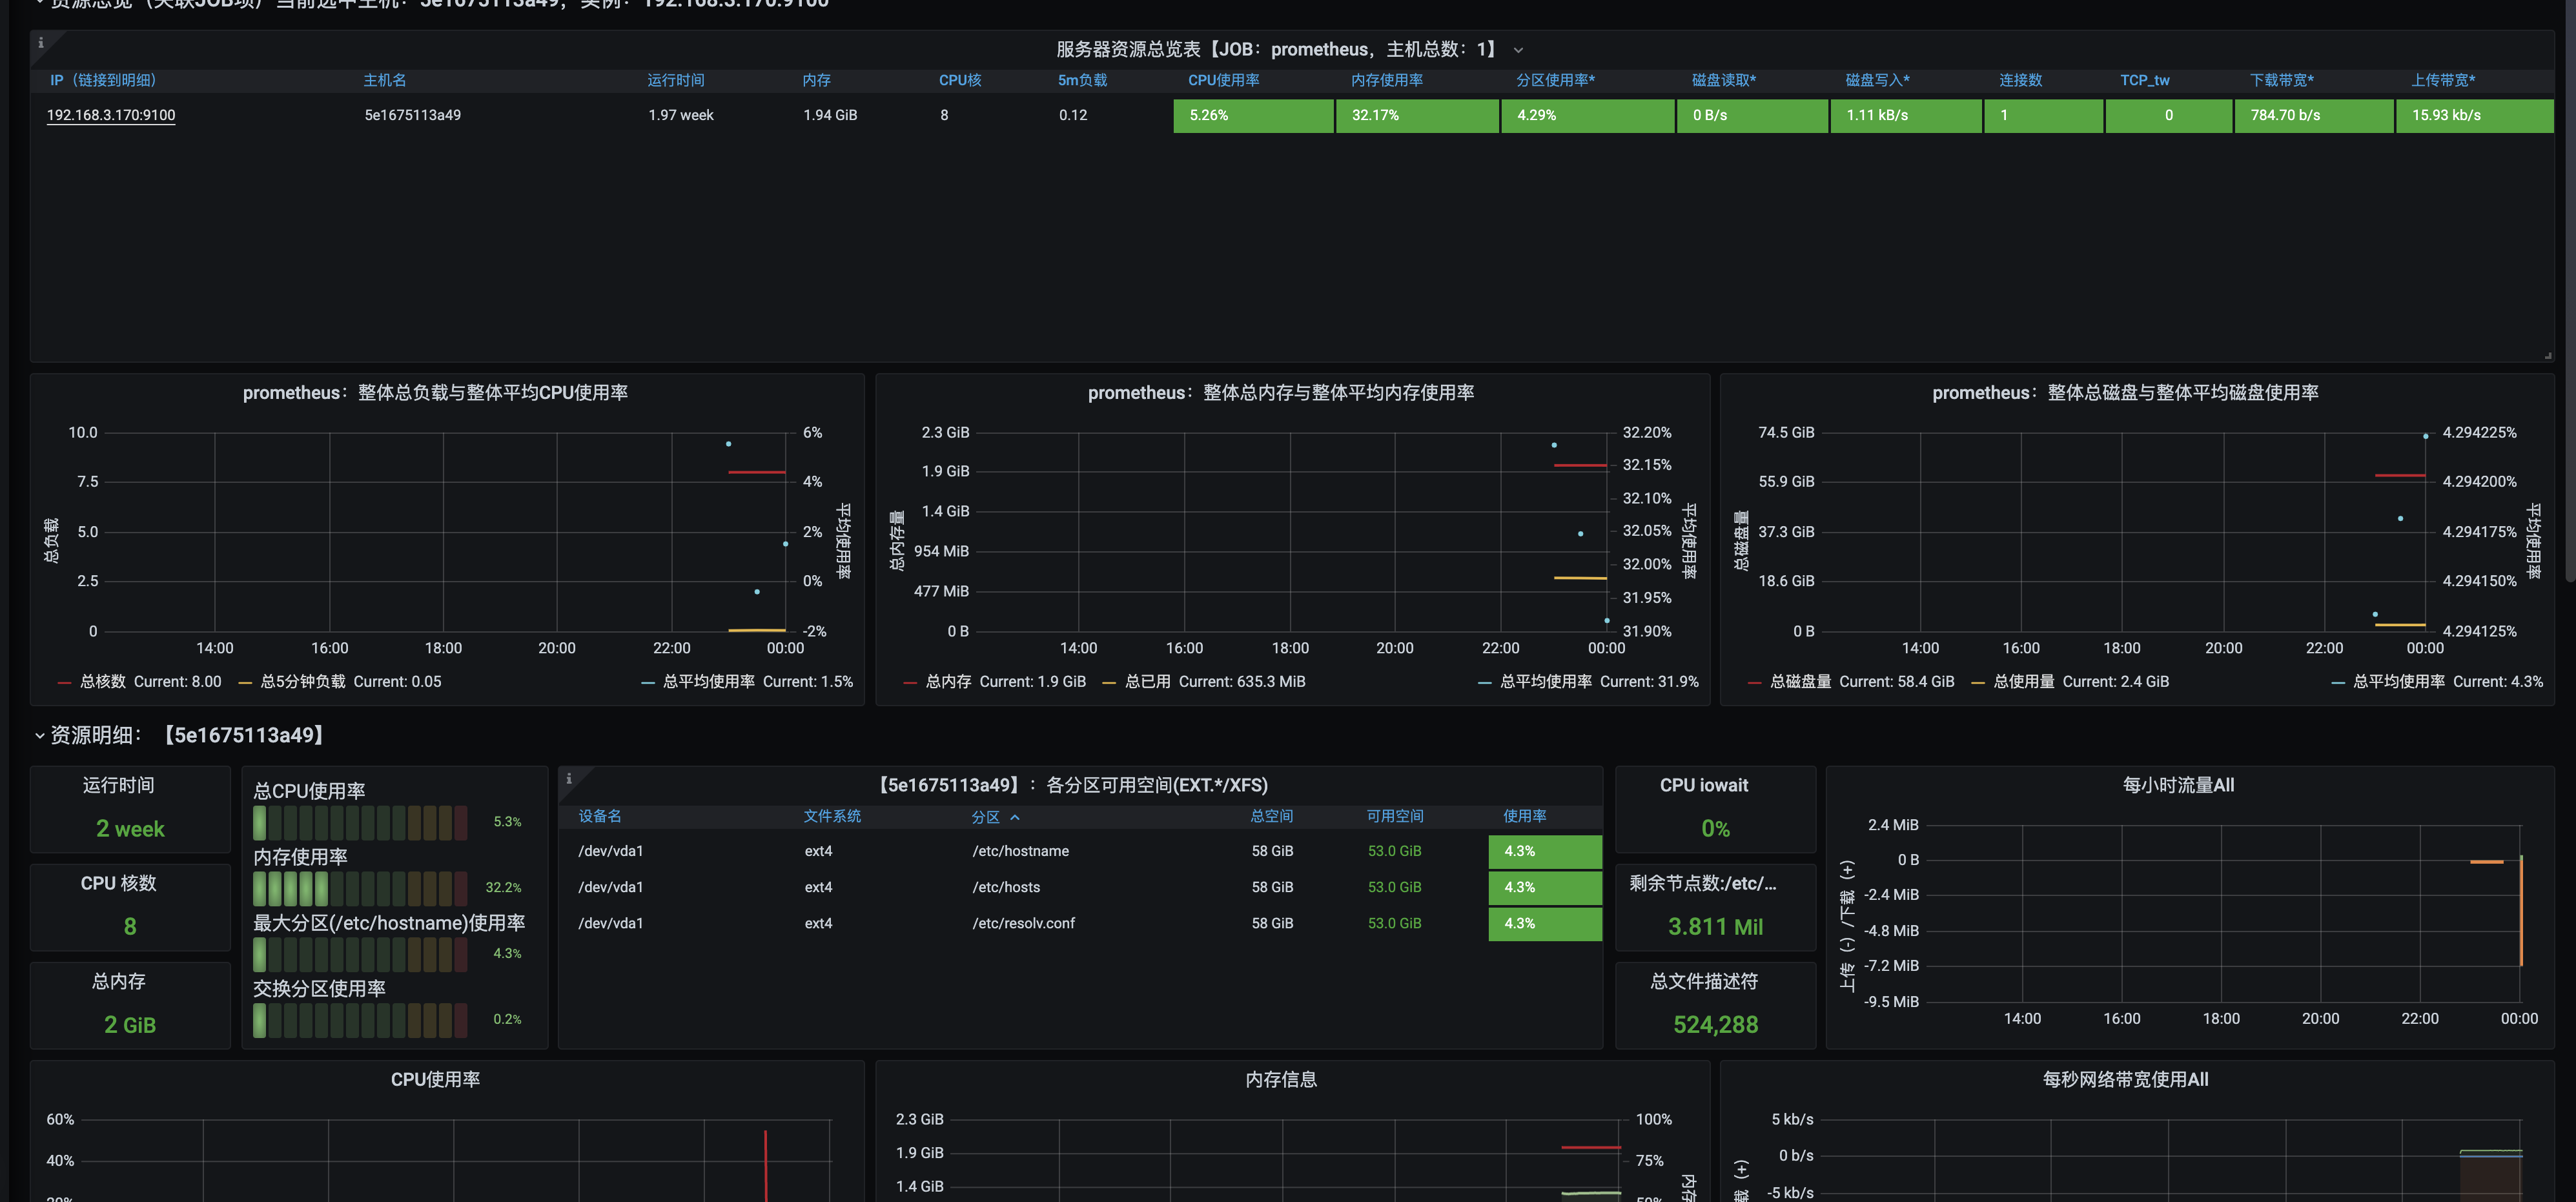 资源总览（关联JOB项）当前选中主机：5e1675113a49，实例：192.168.3.170:9100
服务器资源总览表【JOB：prometheus，主机总数：1】
IP（链接到明细） 主机名 运行时间 内存 CPU核 5m负载 CPU使用率 内存使用率 分区使用率* 磁盘读取* 磁盘写入* 连接数 TCP_tw 下载带宽* 上传带宽*
192.168.3.170:9100 5e1675113a49 1.97 week 1.94 GiB 8 0.12 5.26% 32.17% 4.29% 0 B/s 1.11 kB/s 1 0 784.70 b/s 15.93 kb/s
prometheus：整体总负载与整体平均CPU使用率
总负载
10.0
7.5
5.0
2.5
0
6%
4%
2%
0%
-2%
平均使用率
14:00 16:00 18:00 20:00 22:00 00:00
总核数 Current: 8.00 总5分钟负载 Current: 0.05 总平均使用率 Current: 1.5%
prometheus：整体总内存与整体平均内存使用率
总内存量
2.3 GiB
1.9 GiB
1.4 GiB
954 MiB
477 MiB
0 B
32.20%
32.15%
32.10%
32.05%
32.00%
31.95%
31.90%
平均使用率
14:00 16:00 18:00 20:00 22:00 00:00
总内存 Current: 1.9 GiB 总已用 Current: 635.3 MiB 总平均使用率 Current: 31.9%
prometheus：整体总磁盘与整体平均磁盘使用率
总磁盘量
74.5 GiB
55.9 GiB
37.3 GiB
18.6 GiB
0 B
4.294225%
4.294200%
4.294175%
4.294150%
4.294125%
平均使用率
14:00 16:00 18:00 20:00 22:00 00:00
总磁盘量 Current: 58.4 GiB 总使用量 Current: 2.4 GiB 总平均使用率 Current: 4.3%
资源明细：【5e1675113a49】
运行时间
2 week
CPU 核数
8
总内存
2 GiB
总CPU使用率
5.3%
内存使用率
32.2%
最大分区(/etc/hostname)使用率
4.3%
交换分区使用率
0.2%
【5e1675113a49】：各分区可用空间(EXT.*/XFS)
设备名 文件系统 分区 总空间 可用空间 使用率
/dev/vda1 ext4 /etc/hostname 58 GiB 53.0 GiB 4.3%
/dev/vda1 ext4 /etc/hosts 58 GiB 53.0 GiB 4.3%
/dev/vda1 ext4 /etc/resolv.conf 58 GiB 53.0 GiB 4.3%
CPU iowait
0%
剩余节点数:/etc/...
3.811 Mil
总文件描述符
524,288
每小时流量All
上传（-）/下载（+）
2.4 MiB
0 B
-2.4 MiB
-4.8 MiB
-7.2 MiB
-9.5 MiB
14:00 16:00 18:00 20:00 22:00 00:00
CPU使用率
60%
40%
内存信息
2.3 GiB
1.9 GiB
1.4 GiB
100%
75%
内存
每秒网络带宽使用All
5 kb/s
0 b/s
-5 kb/s
载（+）